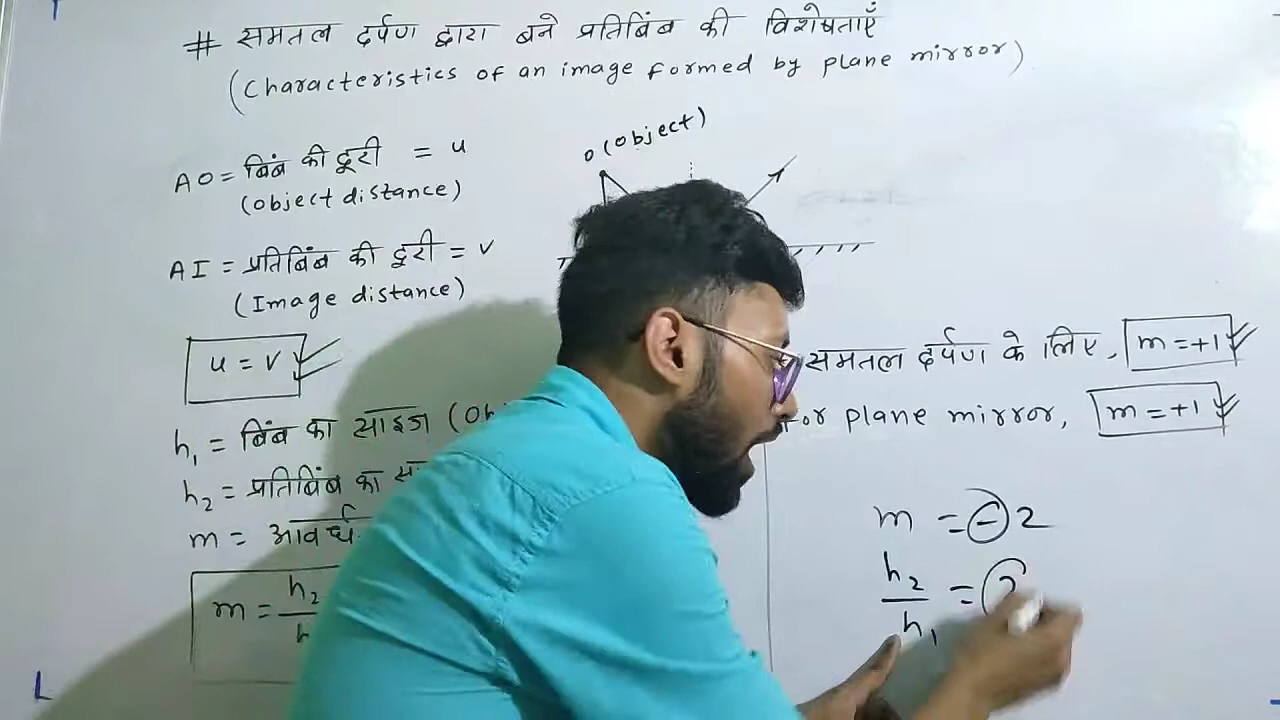 # समतल दर्पण द्वारा बने प्रतिबिंब की विशेषताएँ
(Characteristics of an image formed by plane mirror)
O (Object)
AO = बिंब की दूरी = u
(Object distance)
AI = प्रतिबिंब की दूरी = v
(Image distance)
u = v
समतल दर्पण के लिए, m = +1
For plane mirror, m = +1
h₁ = बिंब का साइज
h₂ = प्रतिबिंब का
m =
m = h₂
m = - 2
h₂/h₁ = 2